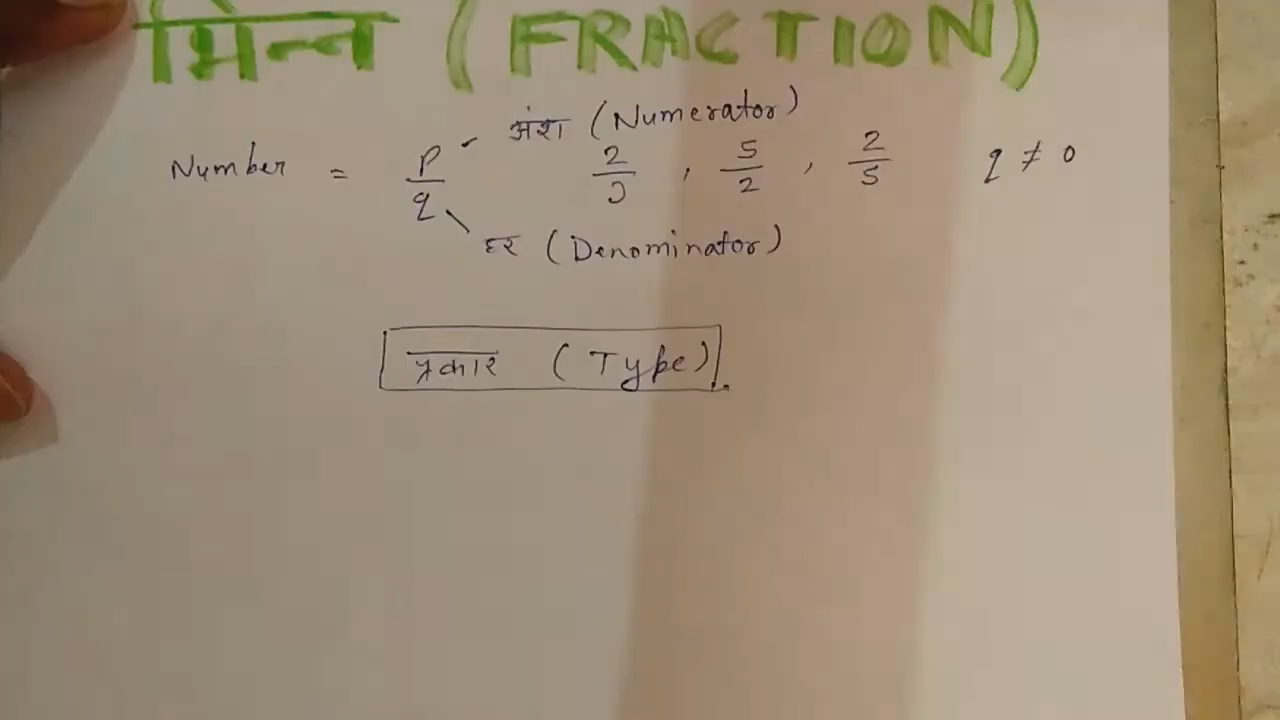 भिन्न (FRACTION)
अंश (Numerator)
Number = p/q 2/3 , 5/2 , 2/5 q ≠ 0
हर (Denominator)
प्रकार (Type)